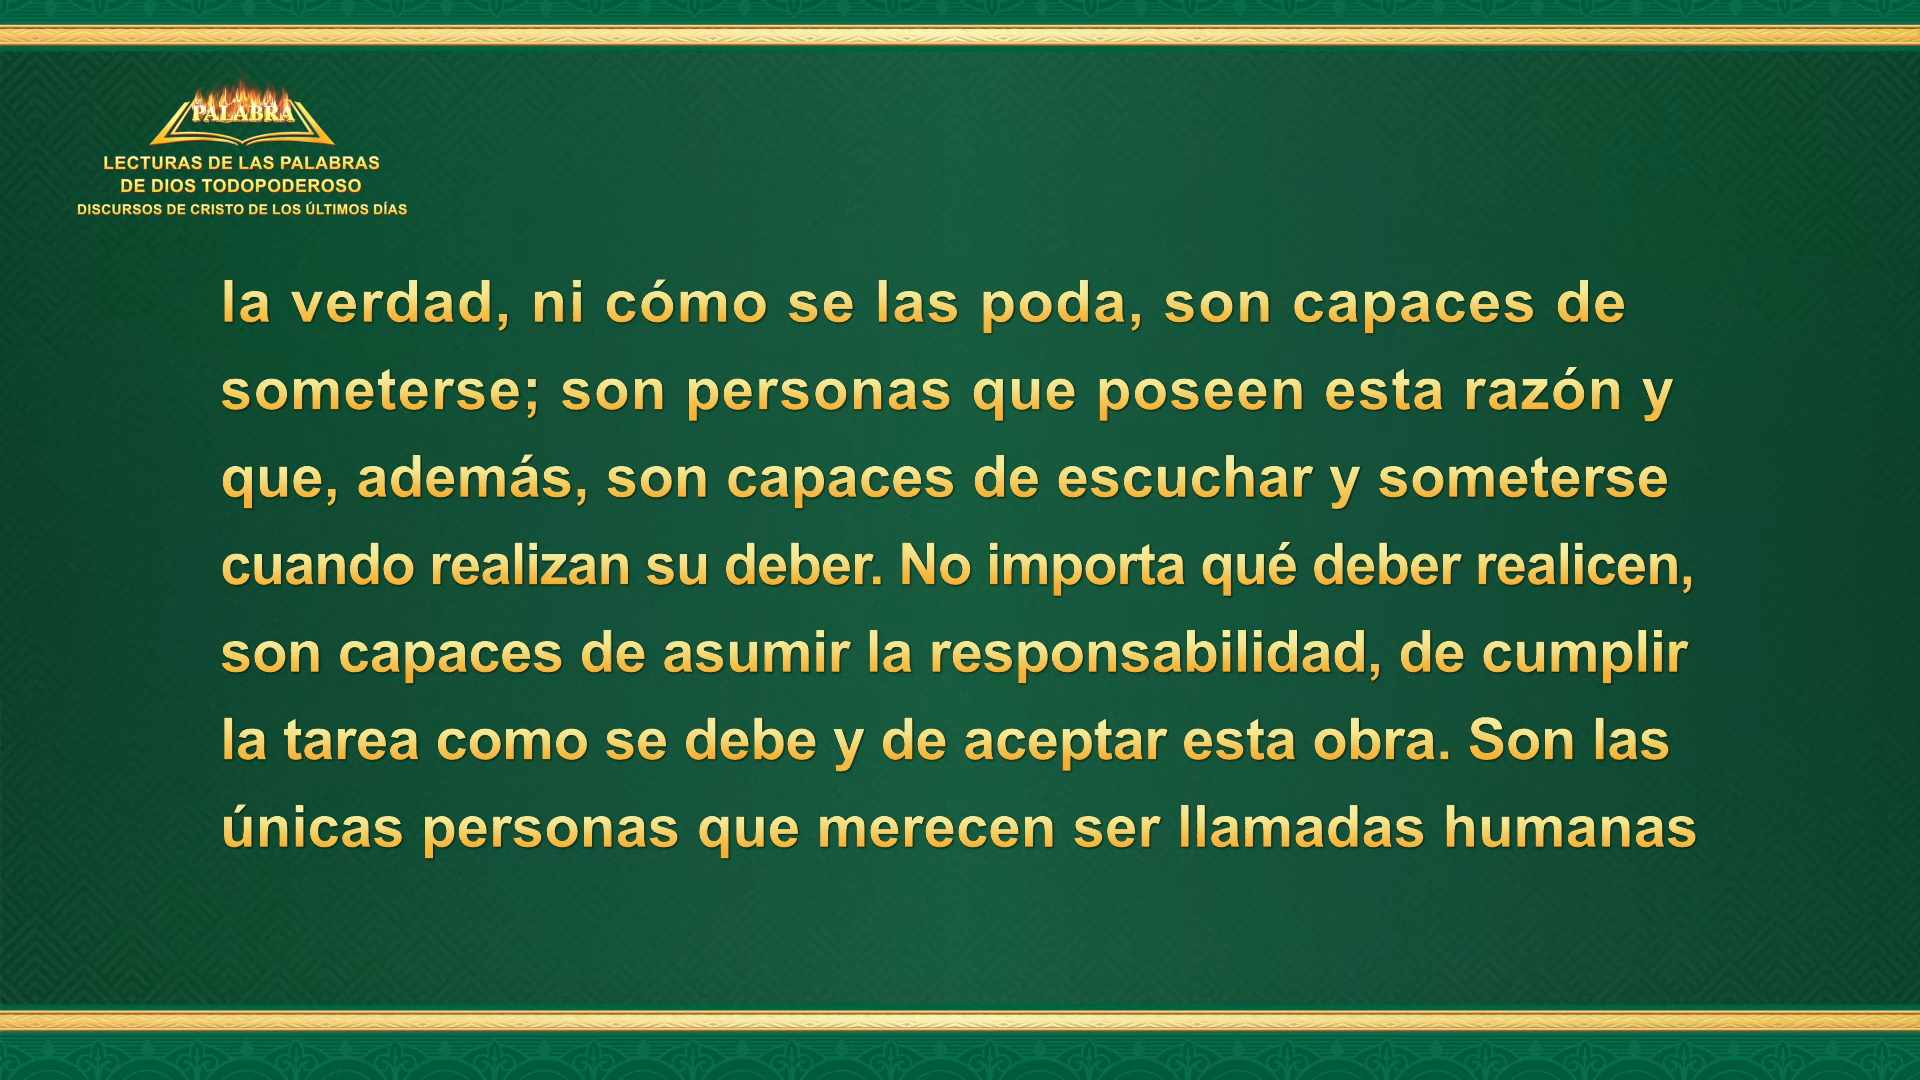 PALABRA
LECTURAS DE LAS PALABRAS
DE DIOS TODOPODEROSO
DISCURSOS DE CRISTO DE LOS ÚLTIMOS DÍAS
la verdad, ni cómo se las poda, son capaces de
someterse; son personas que poseen esta razón y
que, además, son capaces de escuchar y someterse
cuando realizan su deber. No importa qué deber realicen,
son capaces de asumir la responsabilidad, de cumplir
la tarea como se debe y de aceptar esta obra. Son las
únicas personas que merecen ser llamadas humanas